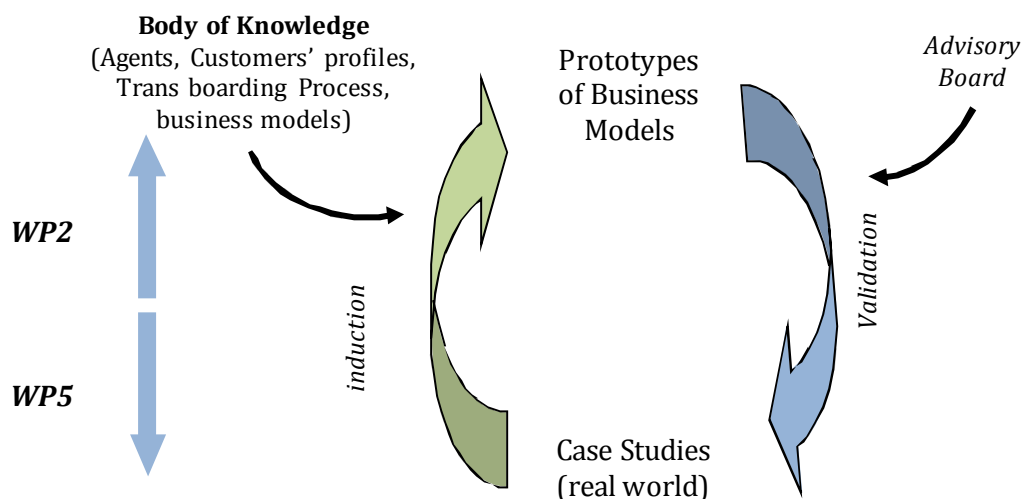 Body of Knowledge
(Agents, Customers’ profiles,
Trans boarding Process,
business models)
Prototypes
of Business
Models
Advisory
Board
WP2
WP5
induction
Validation
Case Studies
(real world)